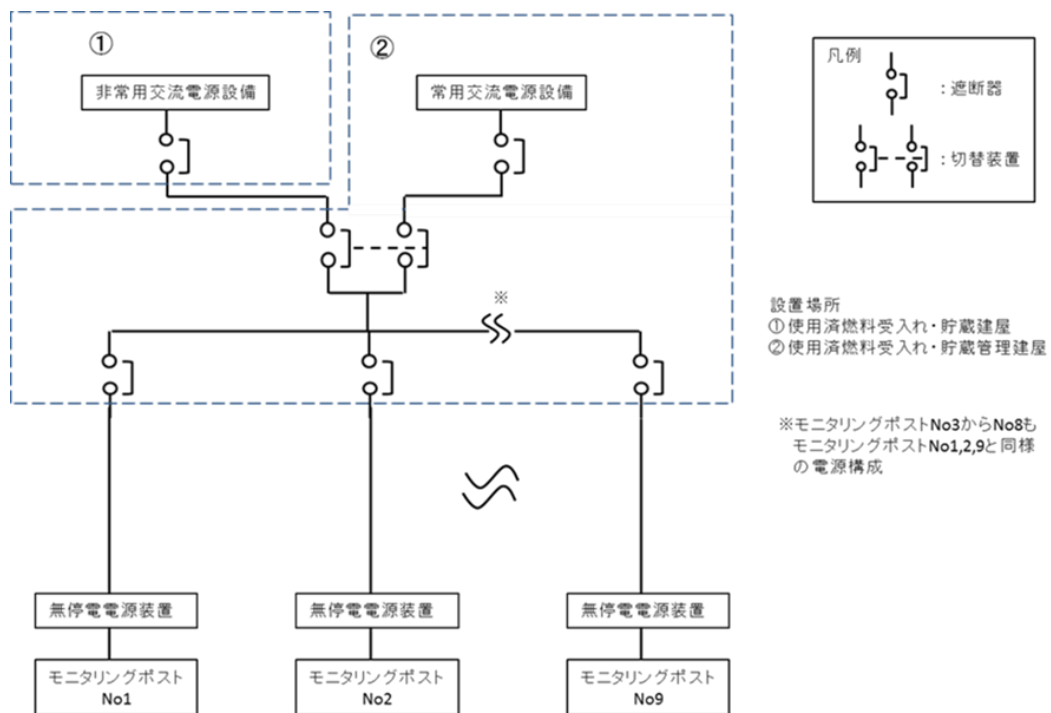 ①
②
非常用交流電源設備
常用交流電源設備
凡例
:遮断器
:切替装置
※
設置場所
①使用済燃料受入れ・貯蔵建屋
②使用済燃料受入れ・貯蔵管理建屋
※モニタリングポストNo3からNo8も
モニタリングポストNo1,2,9と同様
の電源構成
無停電電源装置
無停電電源装置
無停電電源装置
モニタリングポスト
No1
モニタリングポスト
No2
モニタリングポスト
No9